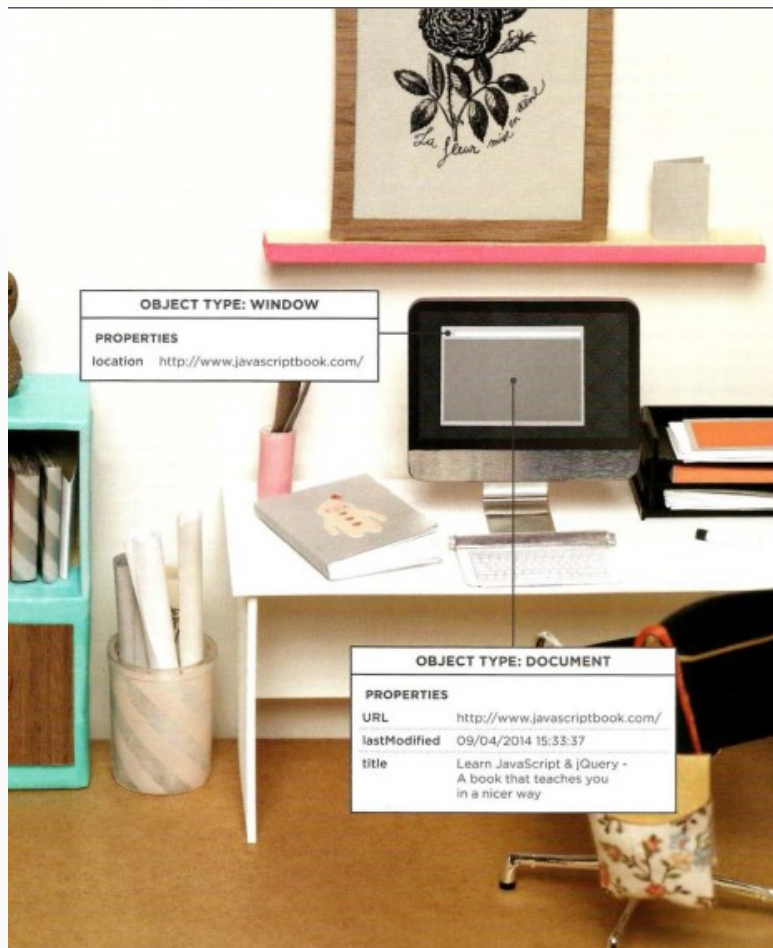 La fleur mise en scène
OBJECT TYPE: WINDOW
PROPERTIES
location http://www.javascriptbook.com/
OBJECT TYPE: DOCUMENT
PROPERTIES
URL http://www.javascriptbook.com/
lastModified 09/04/2014 15:33:37
title Learn JavaScript & jQuery -
A book that teaches you
in a nicer way